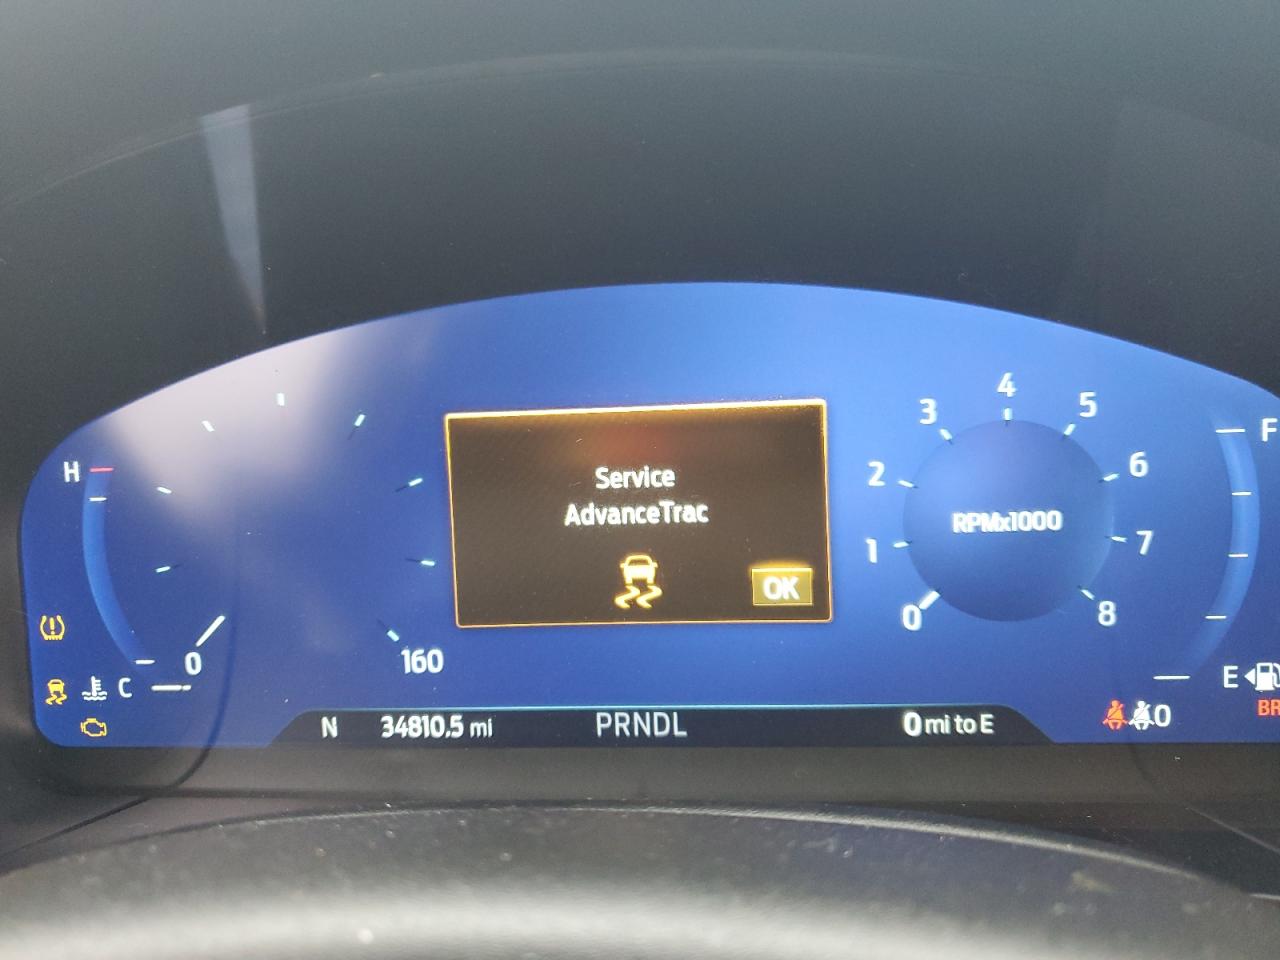 Service
AdvanceTrac
OK
H
C
0
160
0
1
2
3
4
5
6
7
8
RPMx1000
F
E
N
34810.5 mi
PRNDL
0 mi to E
0
BR